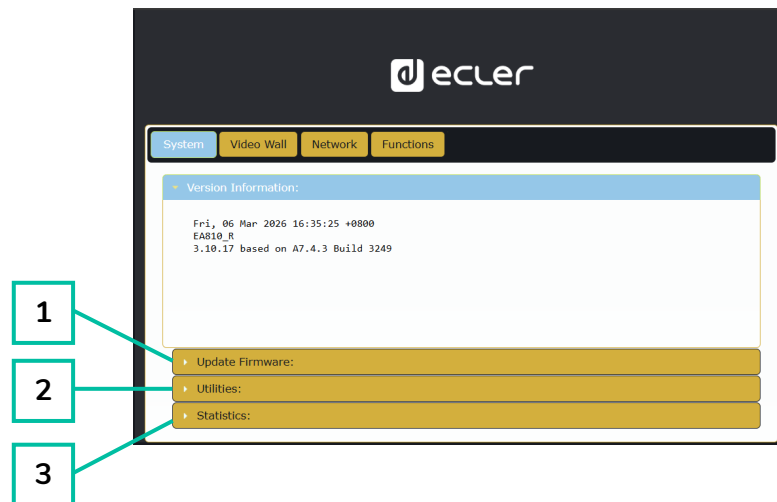 ecler
System Video Wall Network Functions
Version Information:
Fri, 06 Mar 2026 16:35:25 +0800
EA810_R
3.10.17 based on A7.4.3 Build 3249
1
Update Firmware:
2
Utilities:
3
Statistics: